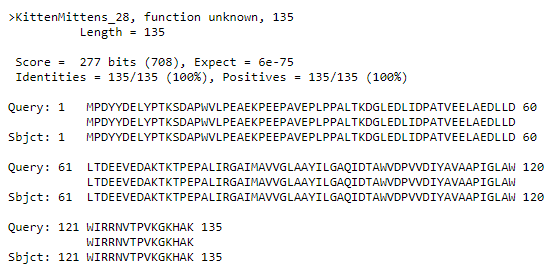 >KittenMittens_28, function unknown, 135
Length = 135
Score = 277 bits (708), Expect = 6e-75
Identities = 135/135 (100%), Positives = 135/135 (100%)
Query: 1 MPDYYDELYPTKSDAPWVLPEAEKPEEPAVEPLPPALTKDGLEDLIDPATVEELAEDLLD 60
MPDYYDELYPTKSDAPWVLPEAEKPEEPAVEPLPPALTKDGLEDLIDPATVEELAEDLLD
Sbjct: 1 MPDYYDELYPTKSDAPWVLPEAEKPEEPAVEPLPPALTKDGLEDLIDPATVEELAEDLLD 60
Query: 61 LTDEEVEDAKTKTPEPALIRGAIMAVVGLAAYILGAQIDTAWVDPVVDIYAVAAPIGLAW 120
LTDEEVEDAKTKTPEPALIRGAIMAVVGLAAYILGAQIDTAWVDPVVDIYAVAAPIGLAW
Sbjct: 61 LTDEEVEDAKTKTPEPALIRGAIMAVVGLAAYILGAQIDTAWVDPVVDIYAVAAPIGLAW 120
Query: 121 WIRRNVTPVKGKHAK 135
WIRRNVTPVKGKHAK
Sbjct: 121 WIRRNVTPVKGKHAK 135